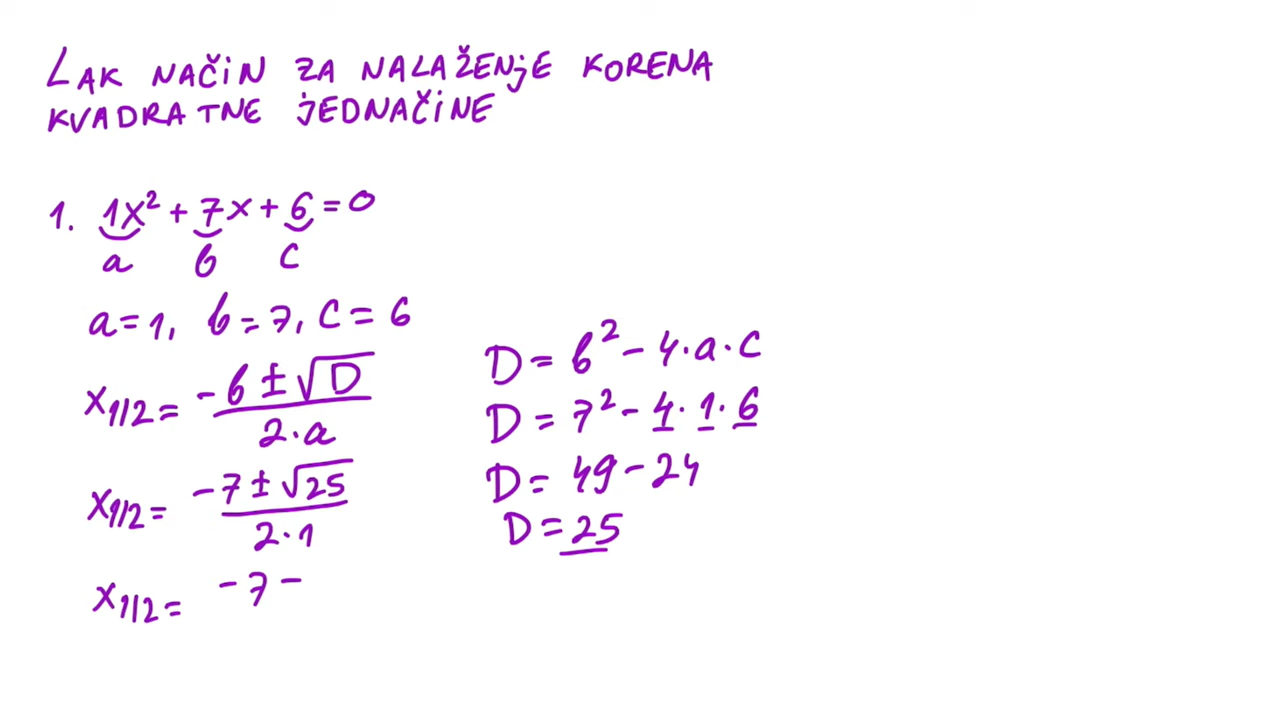 LAK NAČiN ZA NALAŽENjE KORENA
KVADRATNE jEDNAČiNE
1. 1x² + 7x + 6 = 0
a b c
a = 1, b = 7, c = 6
x1/2 = (-b ± √D) / (2·a)
x1/2 = (-7 ± √25) / (2·1)
x1/2 = -7 -
D = b² - 4·a·c
D = 7² - 4·1·6
D = 49 - 24
D = 25